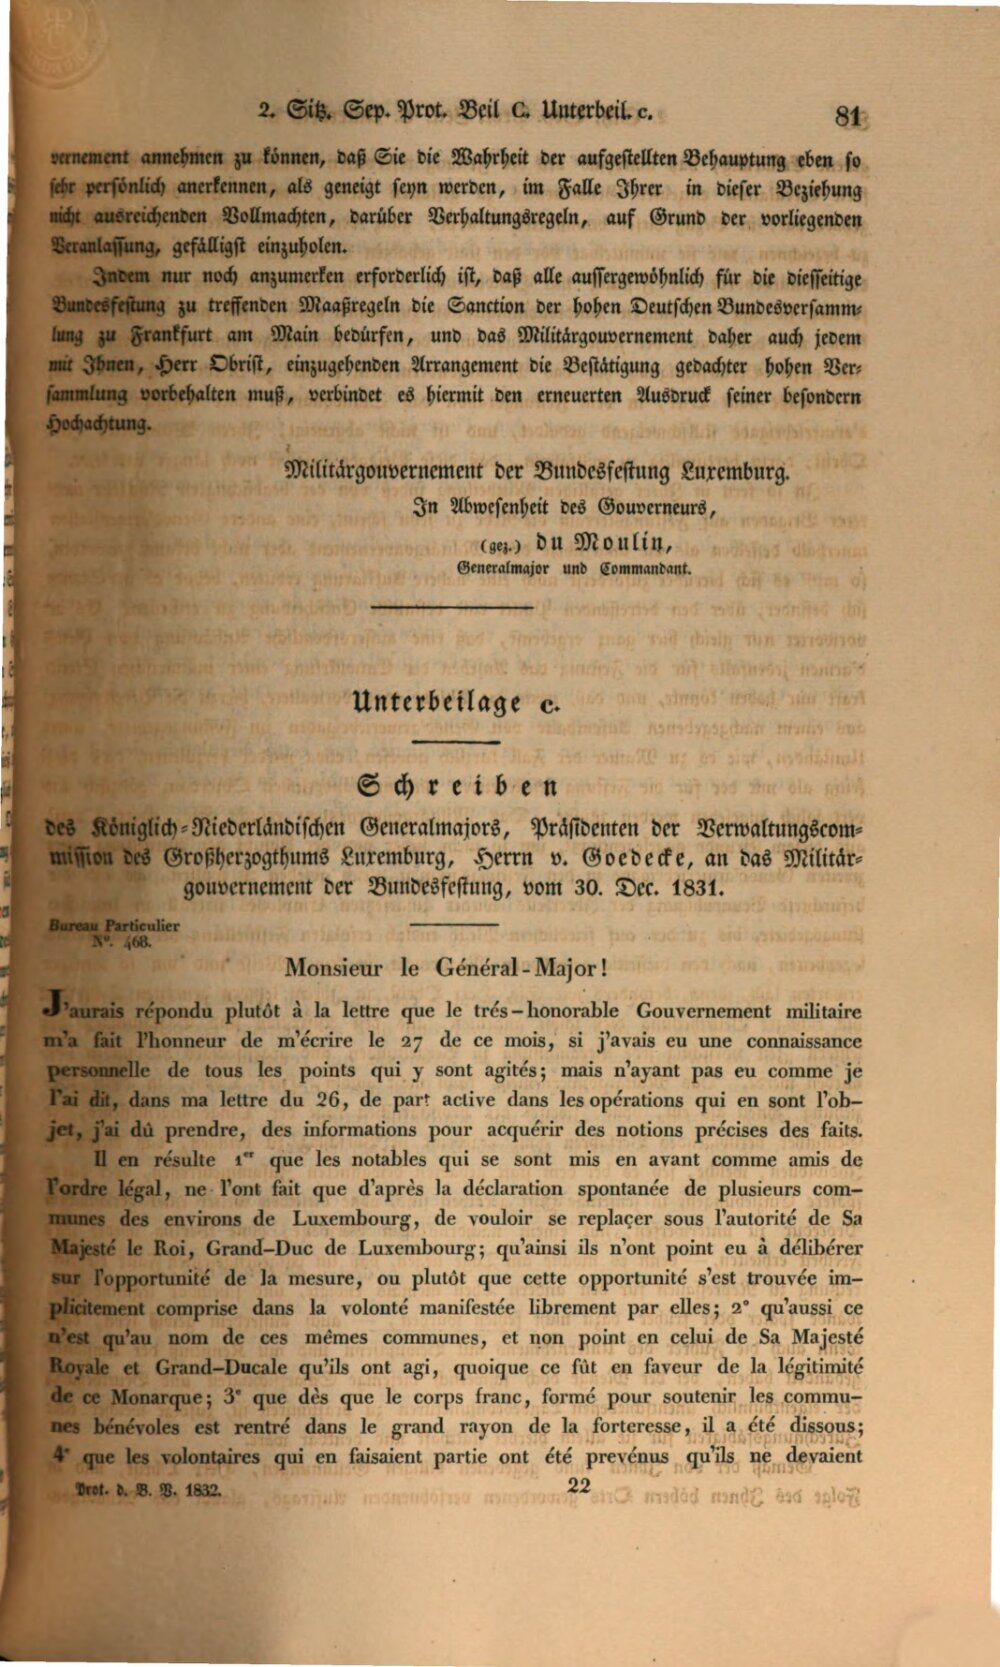 2. Sitz. Sep. Prot. Beil C. Unterbeil. c. 81
vernement annehmen zu können, daß Sie die Wahrheit der aufgestellten Behauptung eben so
sehr persönlich anerkennen, als geneigt seyn werden, im Falle Ihrer in dieser Beziehung
nicht ausreichenden Vollmachten, darüber Verhaltungsregeln, auf Grund der vorliegenden
Veranlassung, gefälligst einzuholen.
Indem nur noch anzumerken erforderlich ist, daß alle aussergewöhnlich für die diesseitige
Bundesfestung zu treffenden Maaßregeln die Sanction der hohen Deutschen Bundesversamm-
lung zu Frankfurt am Main bedürfen, und das Militärgouvernement daher auch jedem
mit Ihnen, Herr Obrist, einzugehenden Arrangement die Bestätigung gedachter hohen Ver-
sammlung vorbehalten muß, verbindet es hiermit den erneuerten Ausdruck seiner besondern
Hochachtung.
Militärgouvernement der Bundesfestung Luxemburg.
In Abwesenheit des Gouverneurs,
(gez.) du Moulin,
Generalmajor und Commandant.
Unterbeilage c.
Schreiben
des Königlich-Niederländischen Generalmajors, Präsidenten der Verwaltungscom-
mission des Großherzogthums Luxemburg, Herrn v. Goedecke, an das Militär-
gouvernement der Bundesfestung, vom 30. Dec. 1831.
Bureau Particulier
N°. 468.
Monsieur le Général-Major!
J'aurais répondu plutôt à la lettre que le trés-honorable Gouvernement militaire
m'a fait l'honneur de m'écrire le 27 de ce mois, si j'avais eu une connaissance
personnelle de tous les points qui y sont agités; mais n'ayant pas eu comme je
l'ai dit, dans ma lettre du 26, de part active dans les opérations qui en sont l'ob-
jet, j'ai dû prendre, des informations pour acquérir des notions précises des faits.
Il en résulte 1er que les notables qui se sont mis en avant comme amis de
l'ordre légal, ne l'ont fait que d'après la déclaration spontanée de plusieurs com-
munes des environs de Luxembourg, de vouloir se replaçer sous l'autorité de Sa
Majesté le Roi, Grand-Duc de Luxembourg; qu'ainsi ils n'ont point eu à délibérer
sur l'opportunité de la mesure, ou plutôt que cette opportunité s'est trouvée im-
plicitement comprise dans la volonté manifestée librement par elles; 2° qu'aussi ce
n'est qu'au nom de ces mêmes communes, et non point en celui de Sa Majesté
Royale et Grand-Ducale qu'ils ont agi, quoique ce fût en faveur de la légitimité
de ce Monarque; 3° que dès que le corps franc, formé pour soutenir les commu-
nes bénévoles est rentré dans le grand rayon de la forteresse, il a été dissous;
4° que les volontaires qui en faisaient partie ont été prevénus qu'ils ne devaient
Prot. d. B. V. 1832. 22